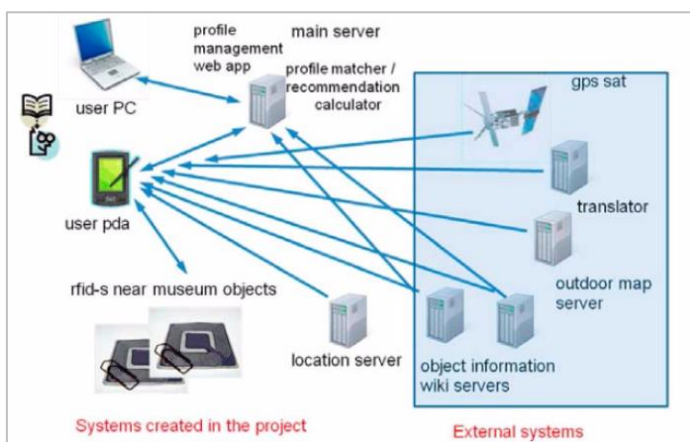 profile
management
web app
main server
profile matcher /
recommendation
calculator
gps sat
user PC
translator
user pda
outdoor map
server
rfid-s near museum objects
location server
object information
wiki servers
Systems created in the project
External systems